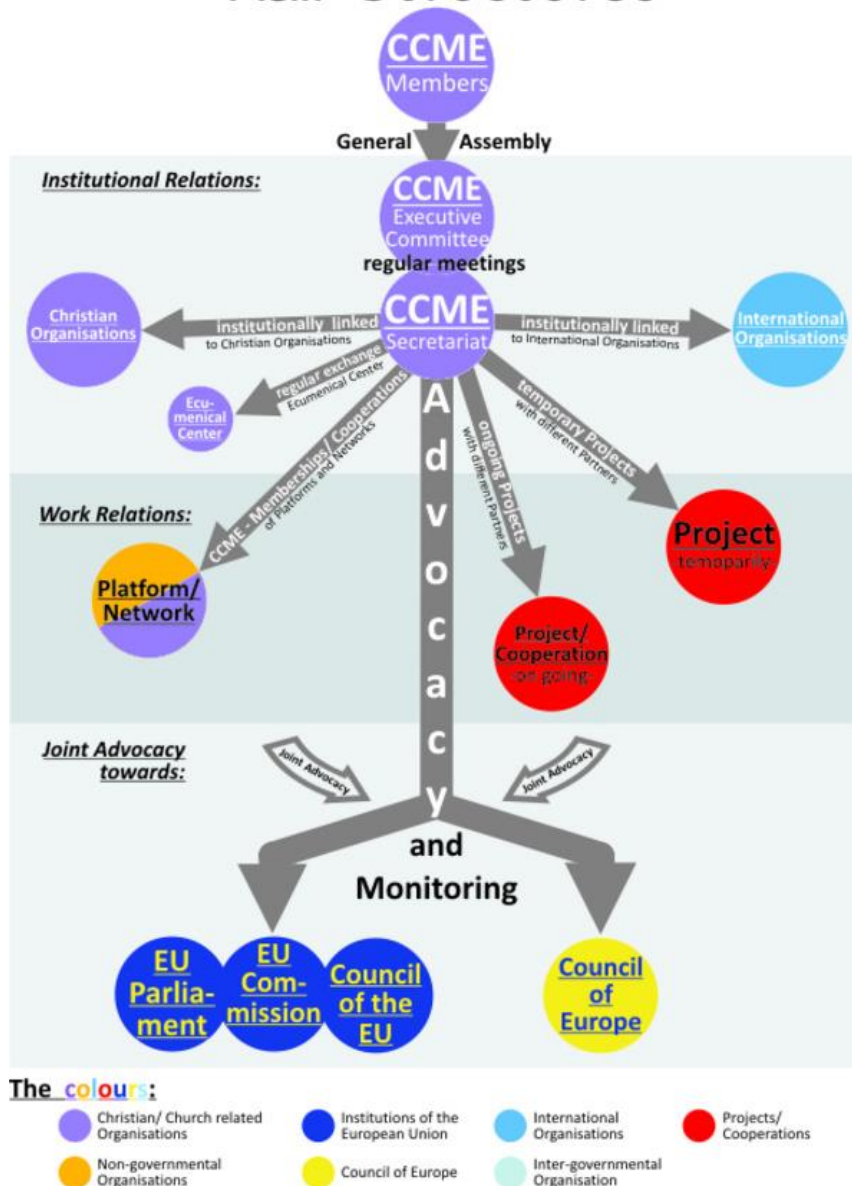 CCME
Members
General Assembly
Institutional Relations:
CCME
Executive
Committee
regular meetings
CCME
Secretariat
Christian
Organisations
institutionally linked
to Christian Organisations
institutionally linked
to International Organisations
International
Organisations
regular exchange
Ecumenical Center
Ecu-
menical
Center
CCME - Memberships/ Cooperations
of Platforms and Networks
Advocacy
ongoing Projects
with different Partners
temporary Projects
with different Partners
Work Relations:
Platform/
Network
Project
-temoparily-
Project/
Cooperation
-on going-
Joint Advocacy
towards:
Joint Advocacy
Joint Advocacy
and
Monitoring
EU
Parlia-
ment
EU
Com-
mission
Council
of the
EU
Council
of
Europe
The colours:
Christian/ Church related
Organisations
Institutions of the
European Union
International
Organisations
Projects/
Cooperations
Non-governmental
Organisations
Council of Europe
Inter-governmental
Organisation